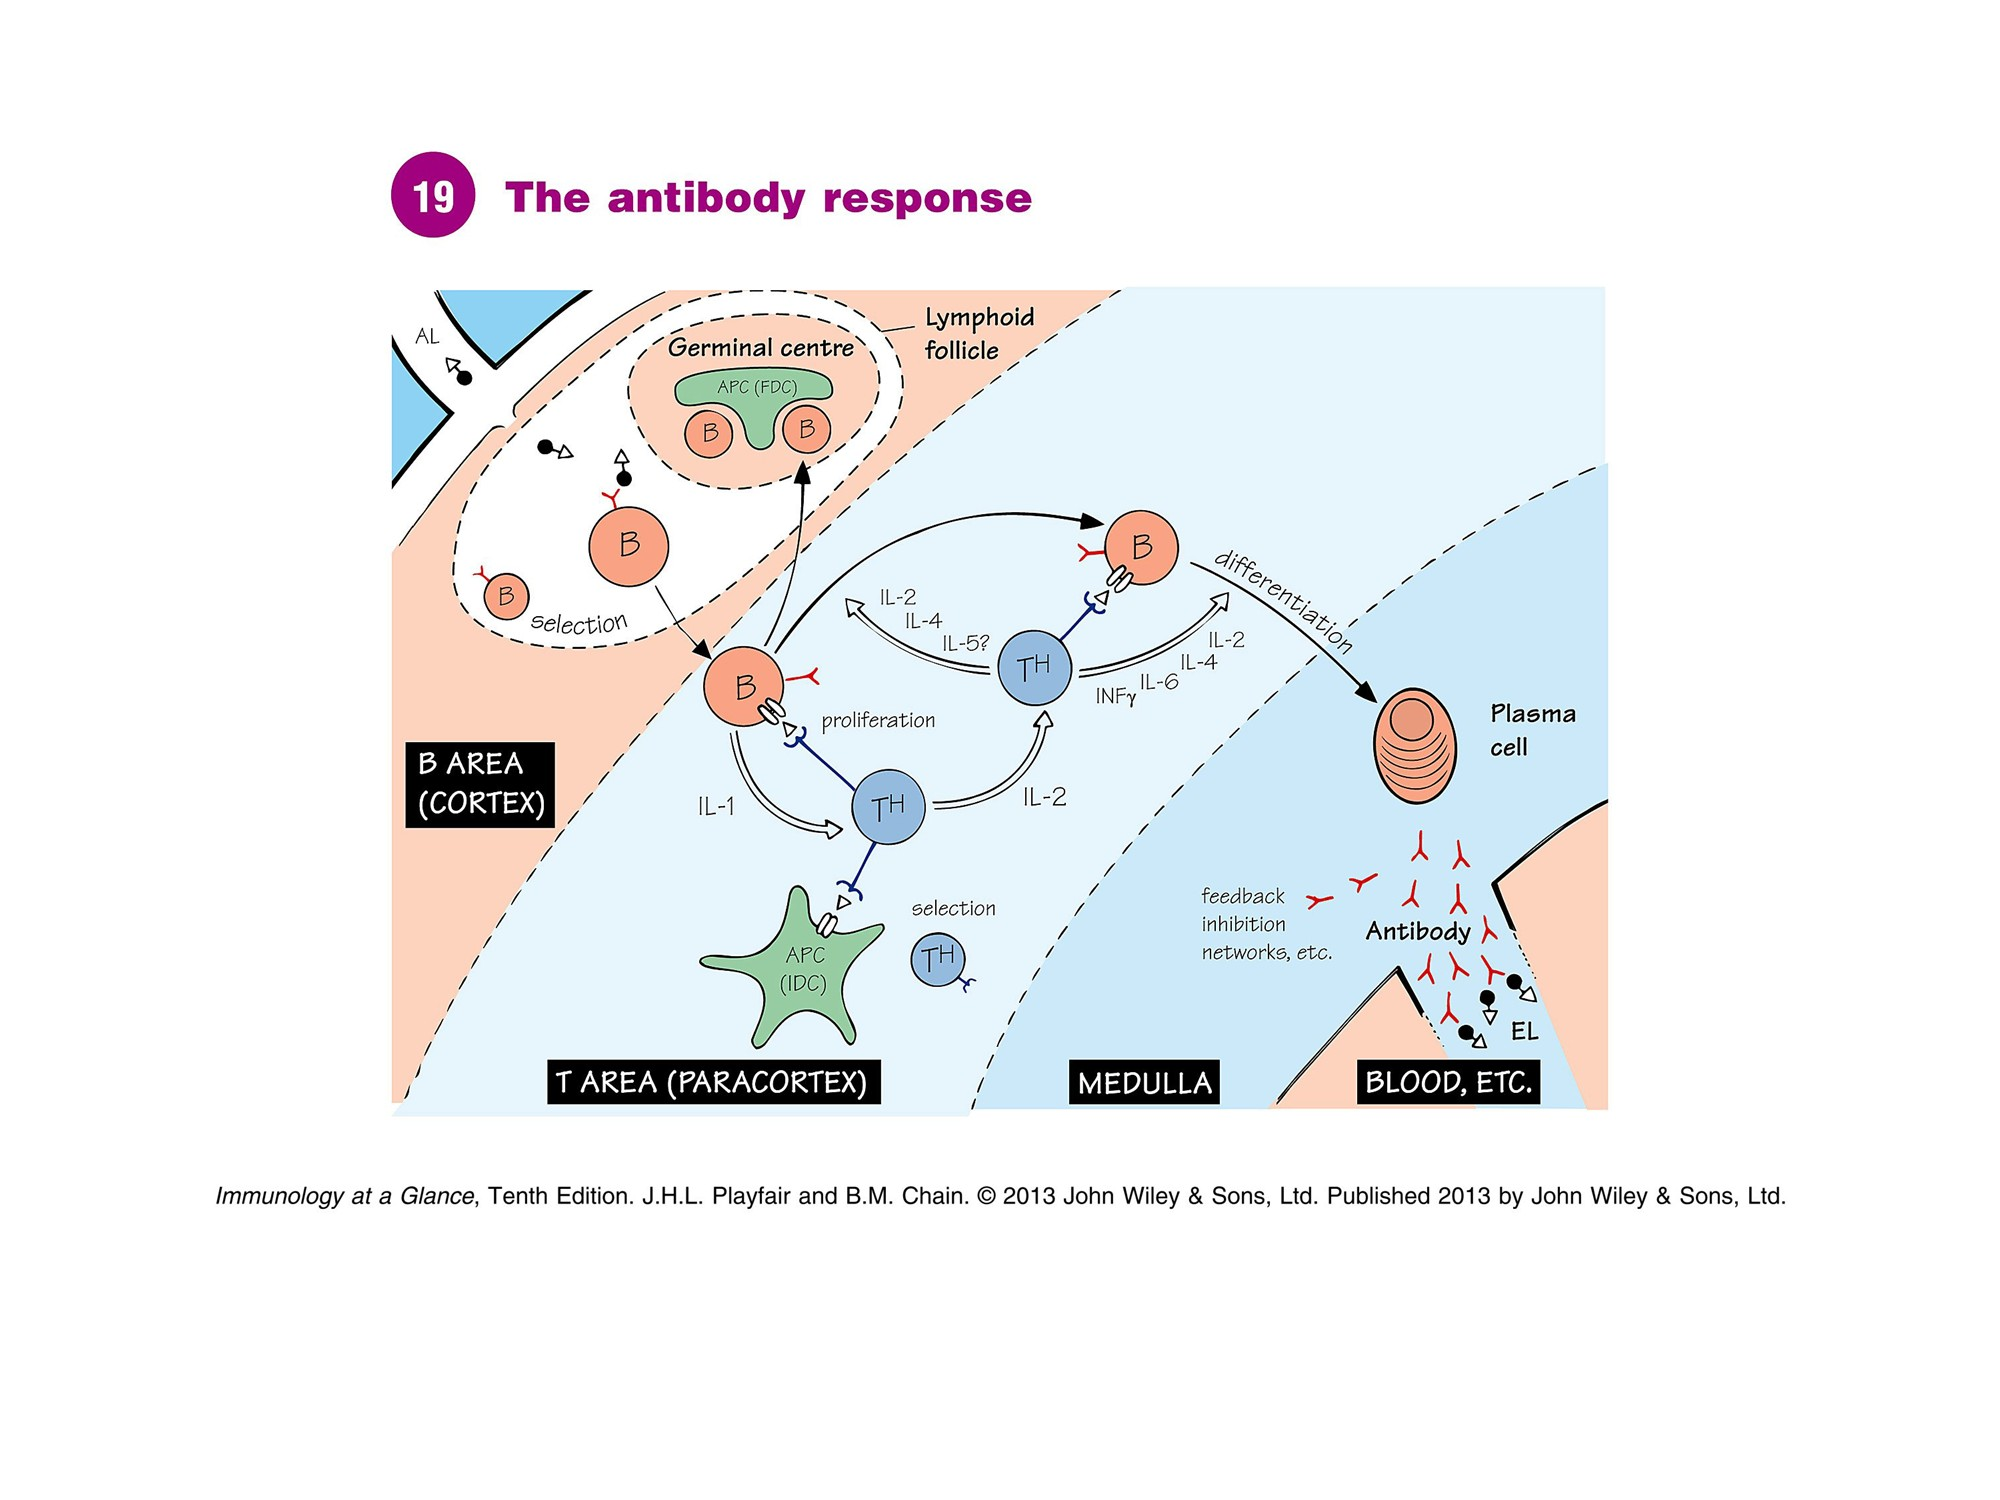 19
The antibody response
AL
Lymphoid
follicle
Germinal centre
APC (FDC)
B
B
B
B
selection
B
B
differentiation
IL-2
IL-4
IL-5?
TH
IL-2
IL-4
IL-6
INFγ
proliferation
B AREA
(CORTEX)
IL-1
TH
IL-2
Plasma
cell
selection
TH
APC
(IDC)
feedback
inhibition
networks, etc.
Antibody
EL
T AREA (PARACORTEX)
MEDULLA
BLOOD, ETC.
Immunology at a Glance, Tenth Edition. J.H.L. Playfair and B.M. Chain. © 2013 John Wiley & Sons, Ltd. Published 2013 by John Wiley & Sons, Ltd.